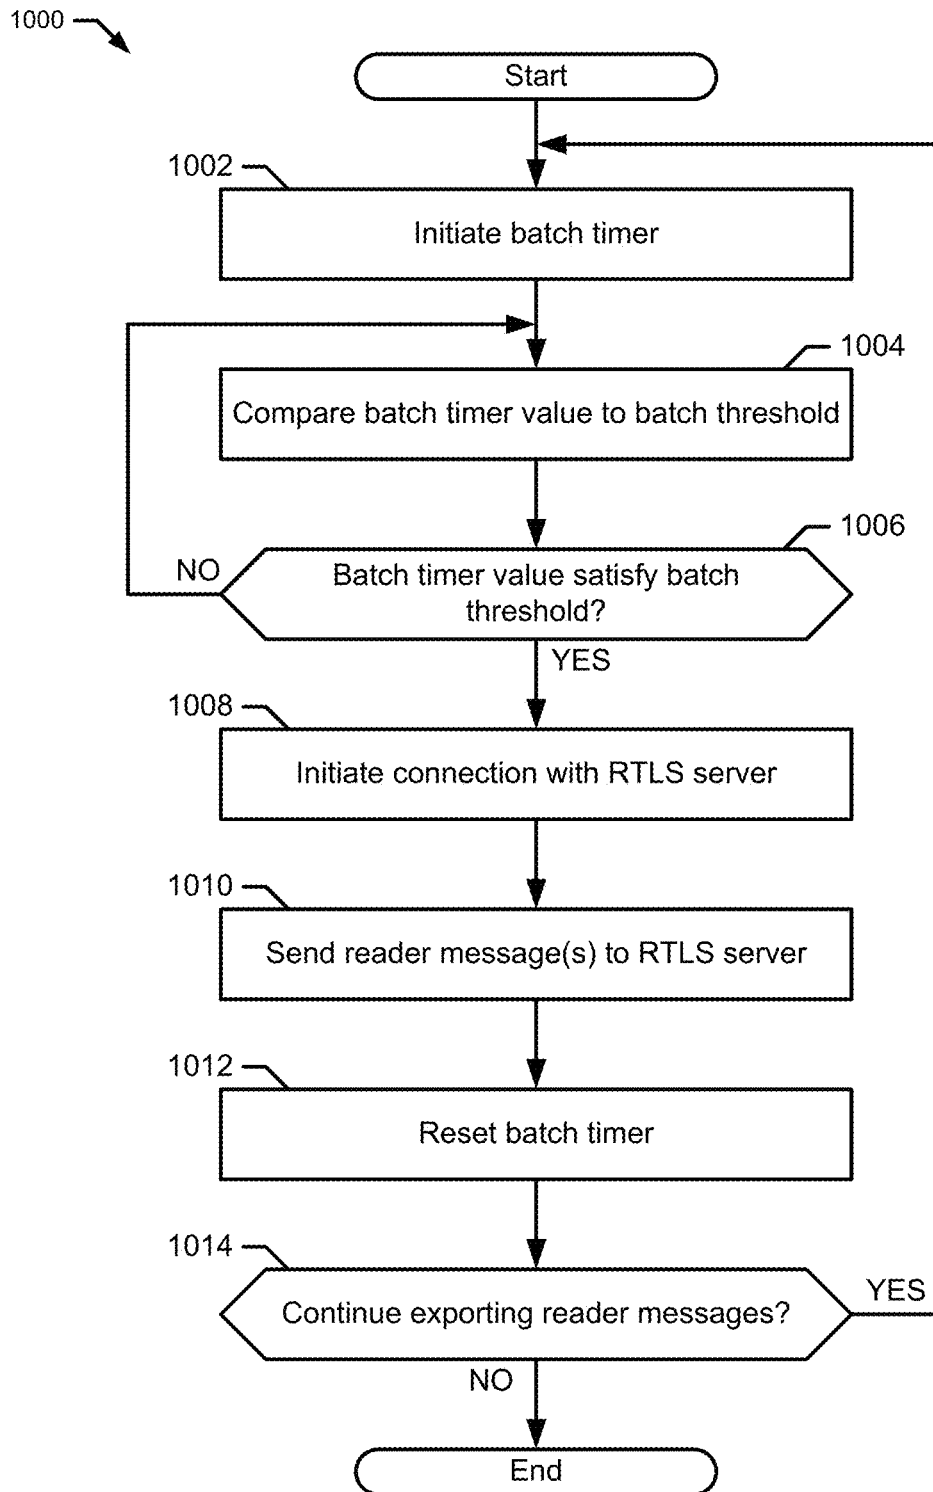 1000
Start
1002
Initiate batch timer
1004
Compare batch timer value to batch threshold
1006
NO
Batch timer value satisfy batch
threshold?
YES
1008
Initiate connection with RTLS server
1010
Send reader message(s) to RTLS server
1012
Reset batch timer
1014
Continue exporting reader messages?
YES
NO
End